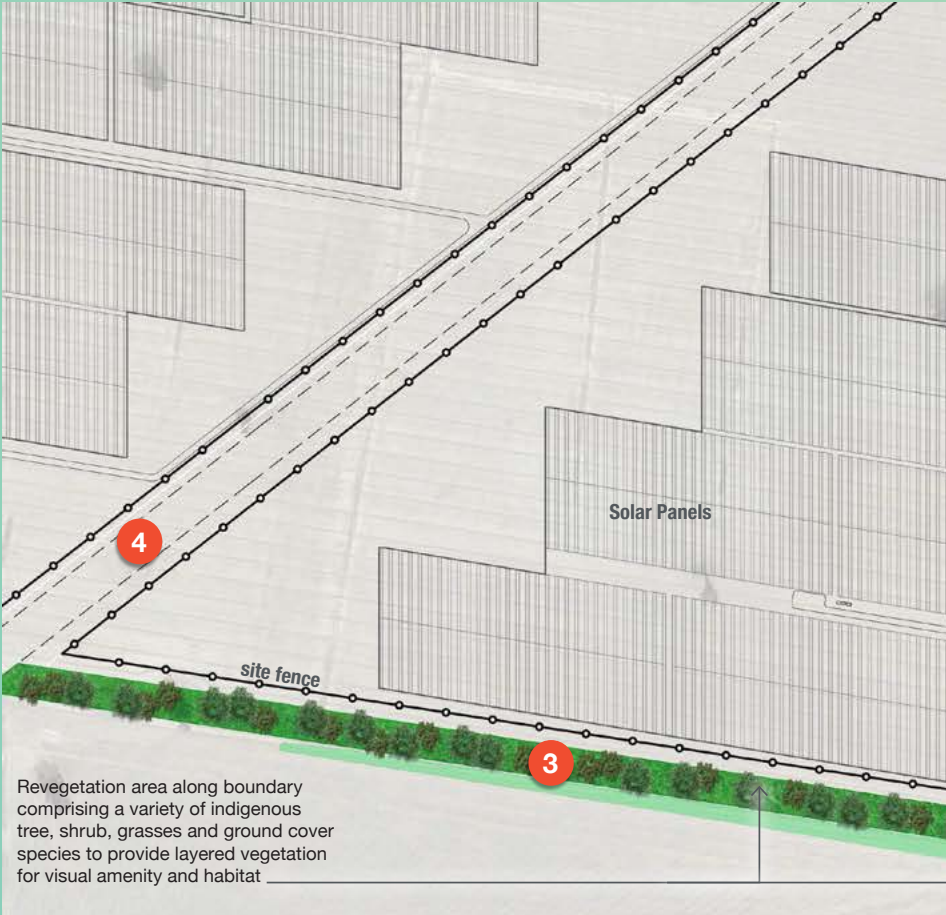 Solar Panels
4
site fence
3
Revegetation area along boundary
comprising a variety of indigenous
tree, shrub, grasses and ground cover
species to provide layered vegetation
for visual amenity and habitat